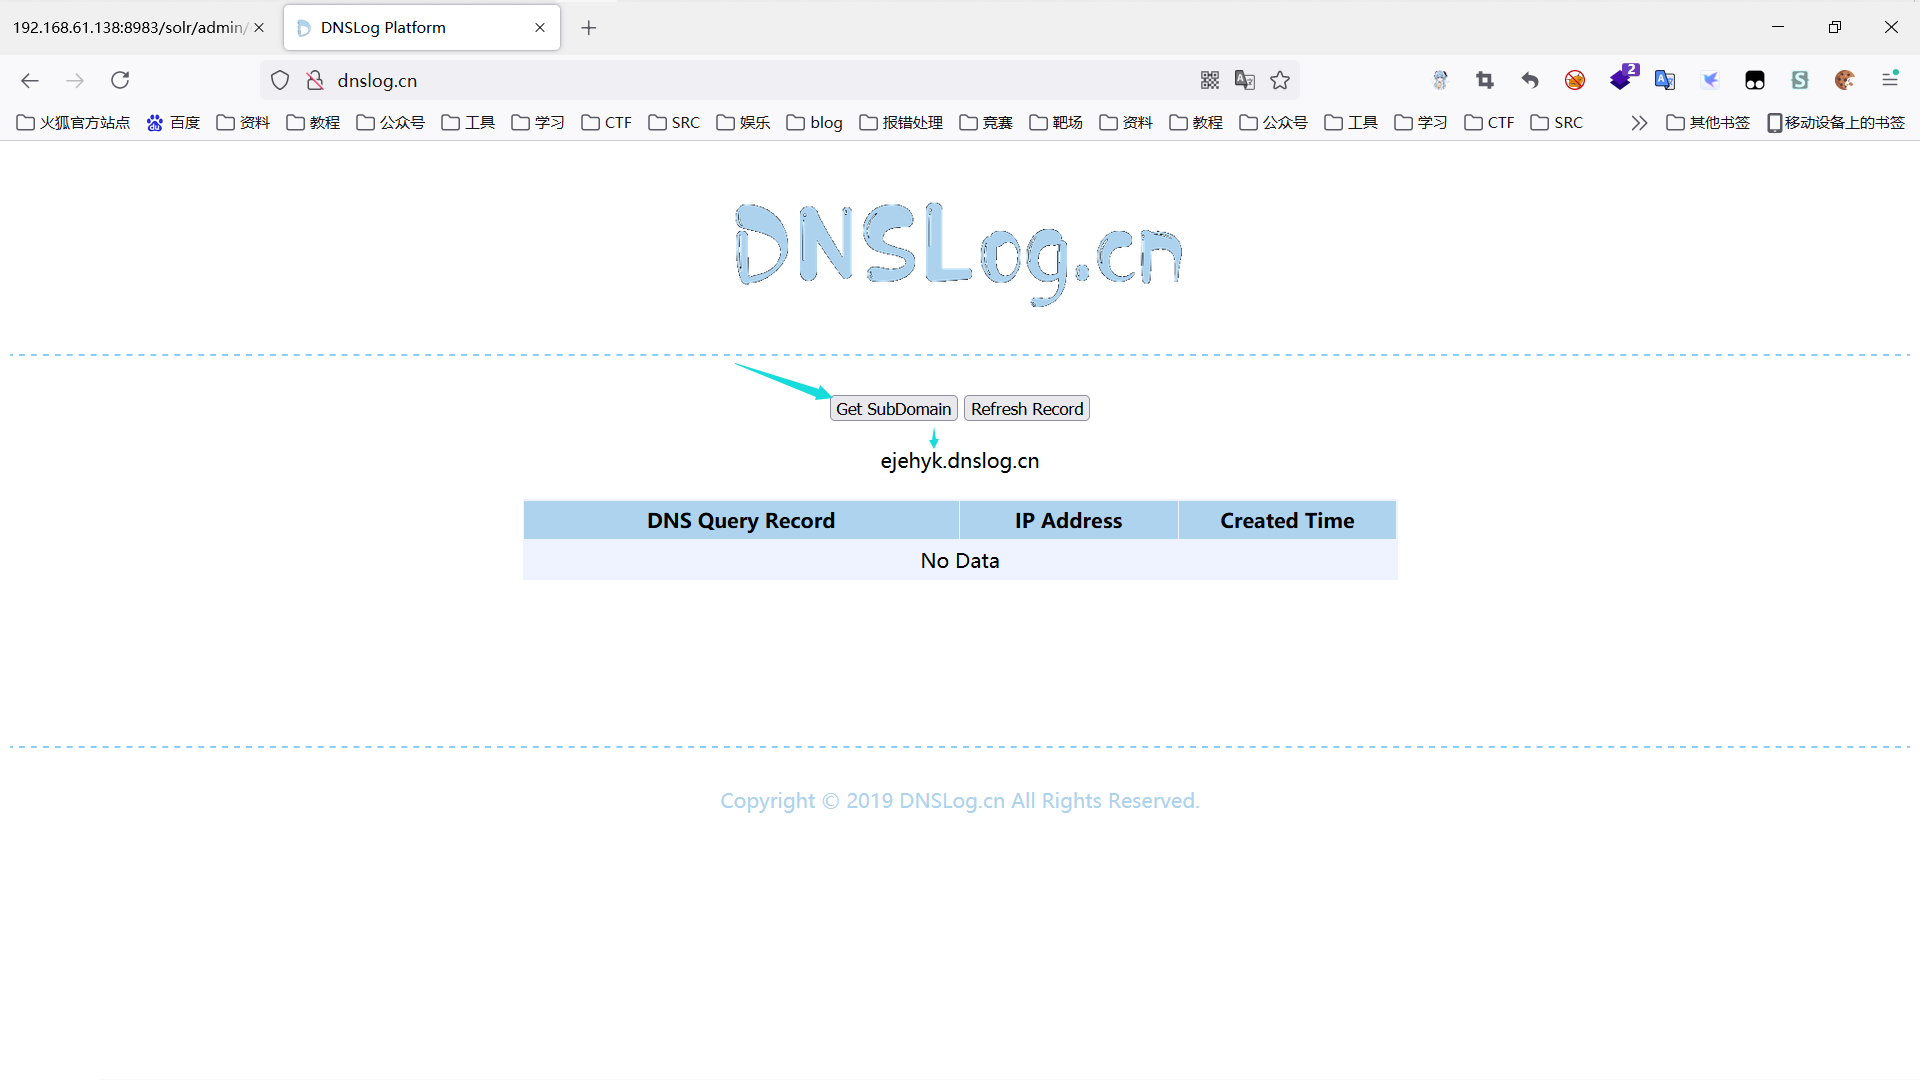 192.168.61.138:8983/solr/admin/
DNSLog Platform
dnslog.cn
2
火狐官方站点 百度 资料 教程 公众号 工具 学习 CTF SRC 娱乐 blog 报错处理 竞赛 靶场 资料 教程 公众号 工具 学习 CTF SRC 其他书签 移动设备上的书签
DNSLog.cn
Get SubDomain Refresh Record
ejehyk.dnslog.cn
DNS Query Record IP Address Created Time
No Data
Copyright © 2019 DNSLog.cn All Rights Reserved.